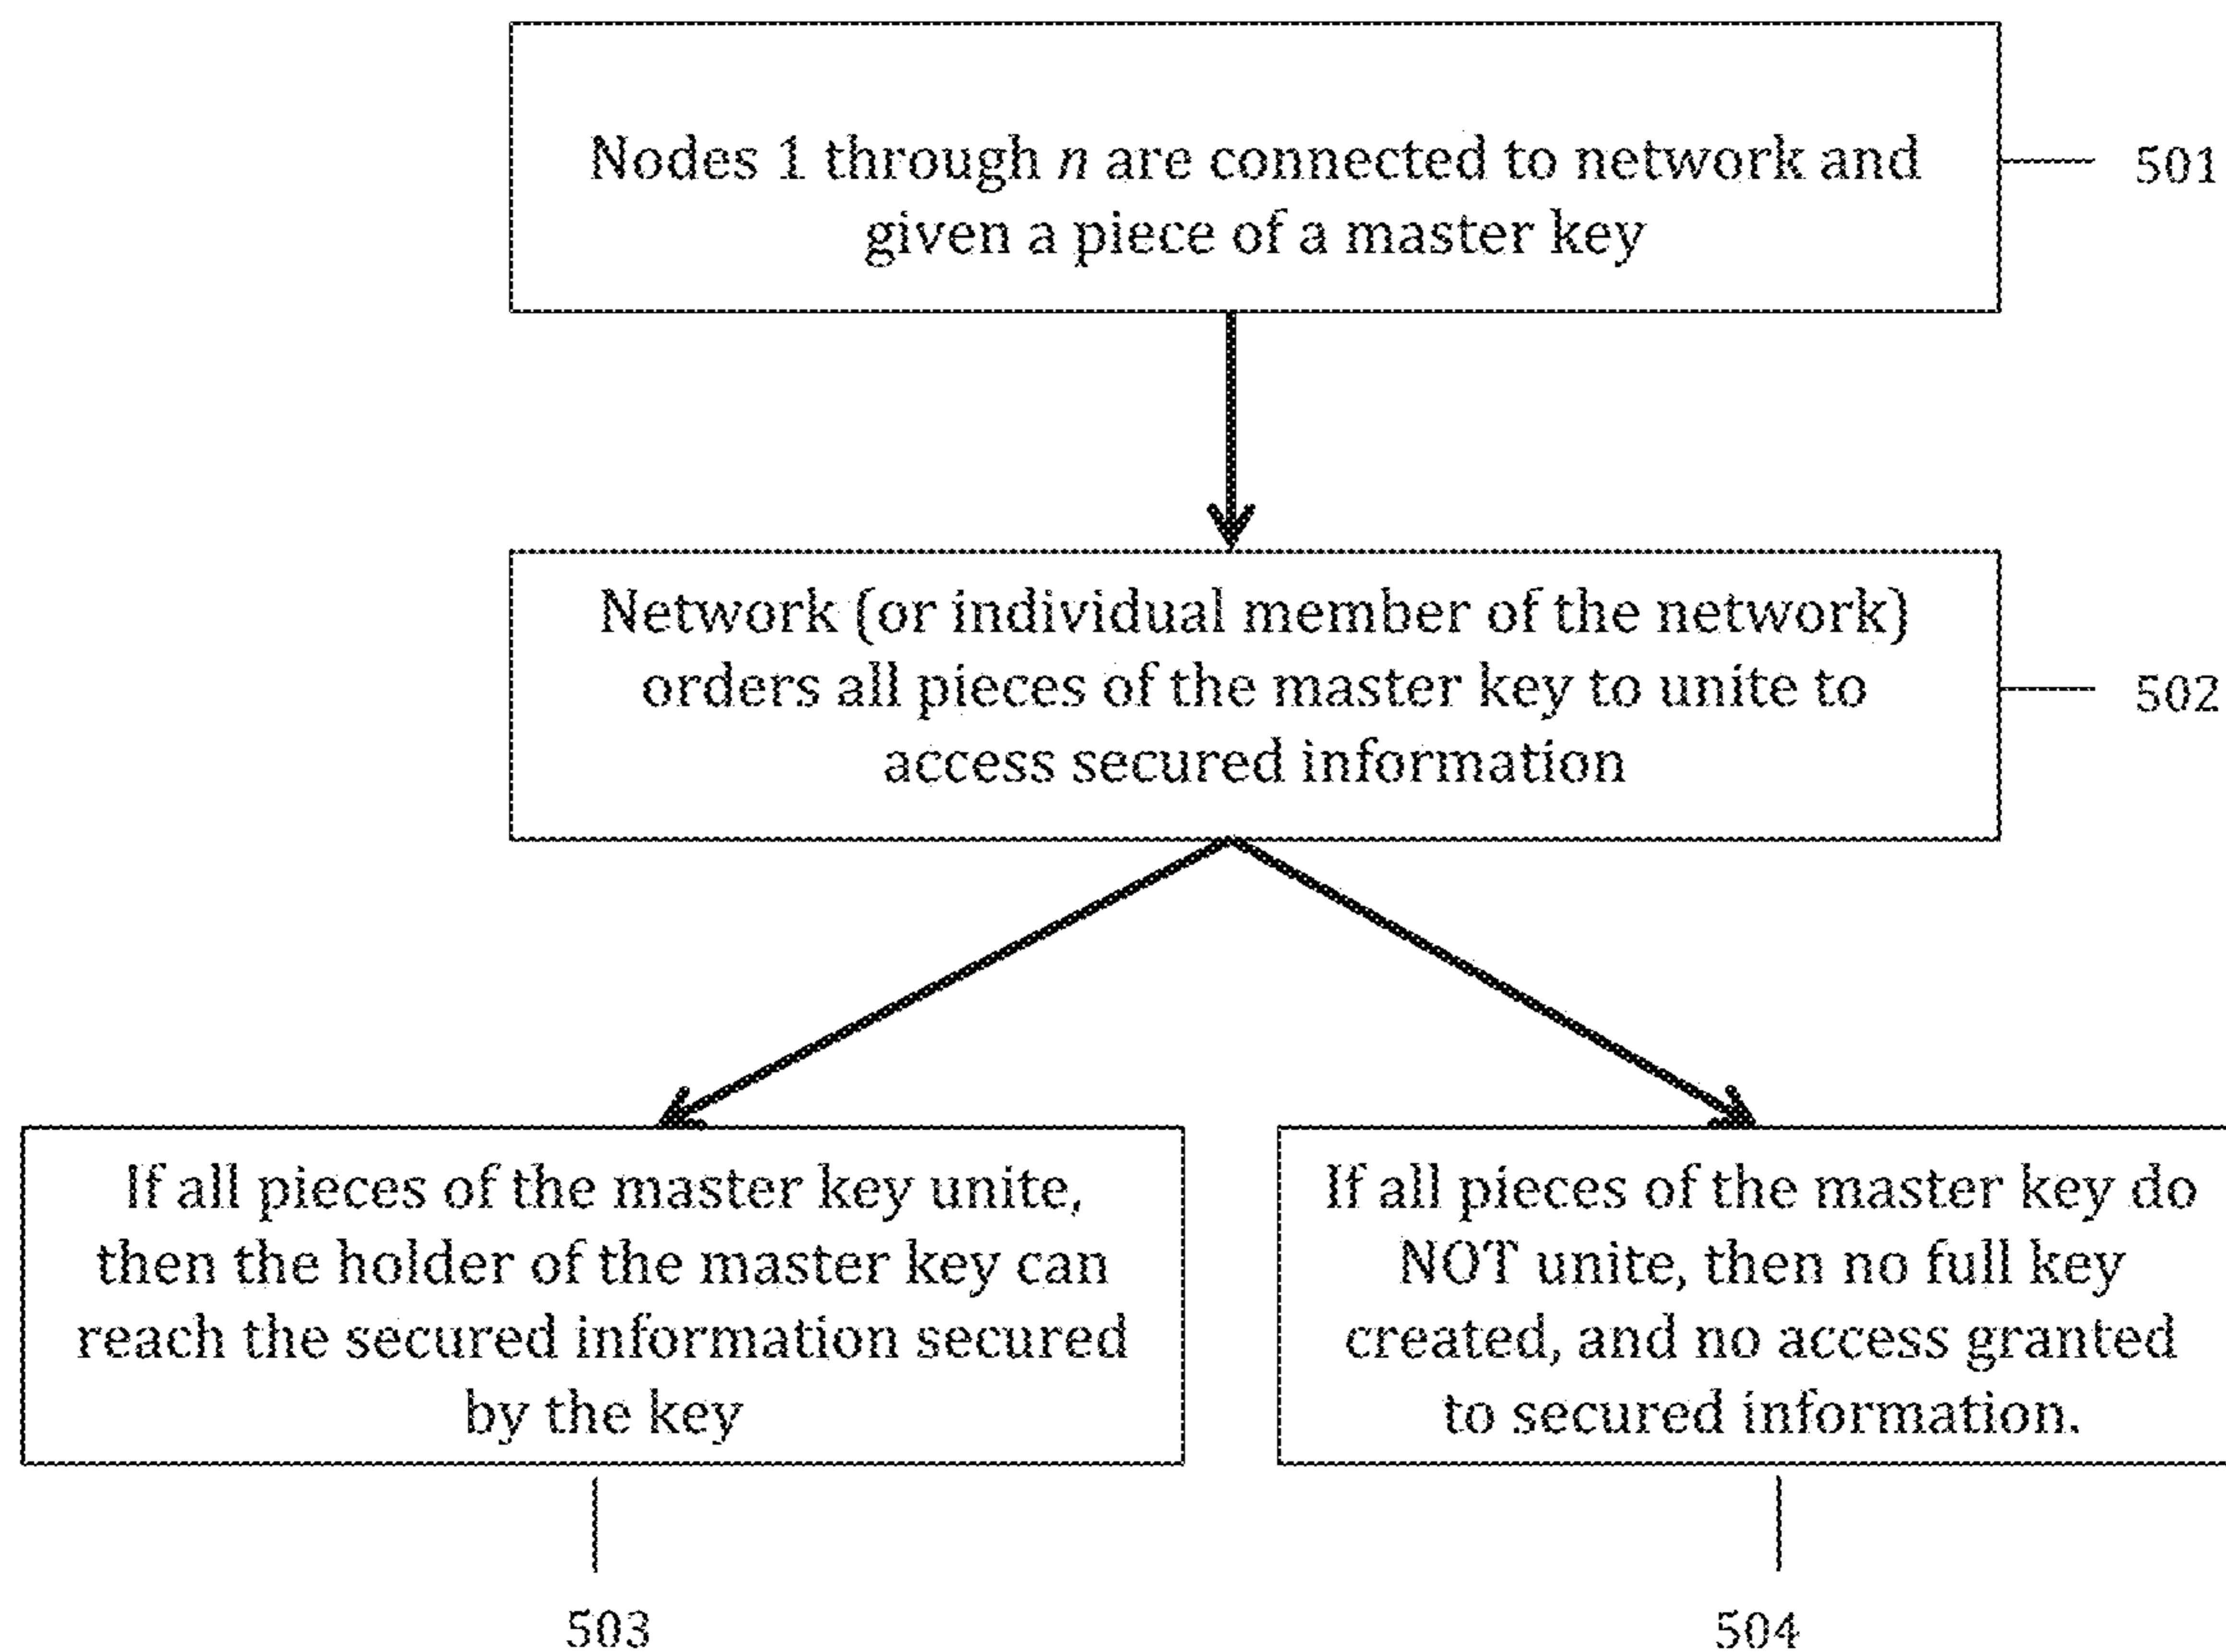 Nodes 1 through n are connected to network and
given a piece of a master key
501
Network (or individual member of the network)
orders all pieces of the master key to unite to
access secured information
502
If all pieces of the master key unite,
then the holder of the master key can
reach the secured information secured
by the key
503
If all pieces of the master key do
NOT unite, then no full key
created, and no access granted
to secured information.
504